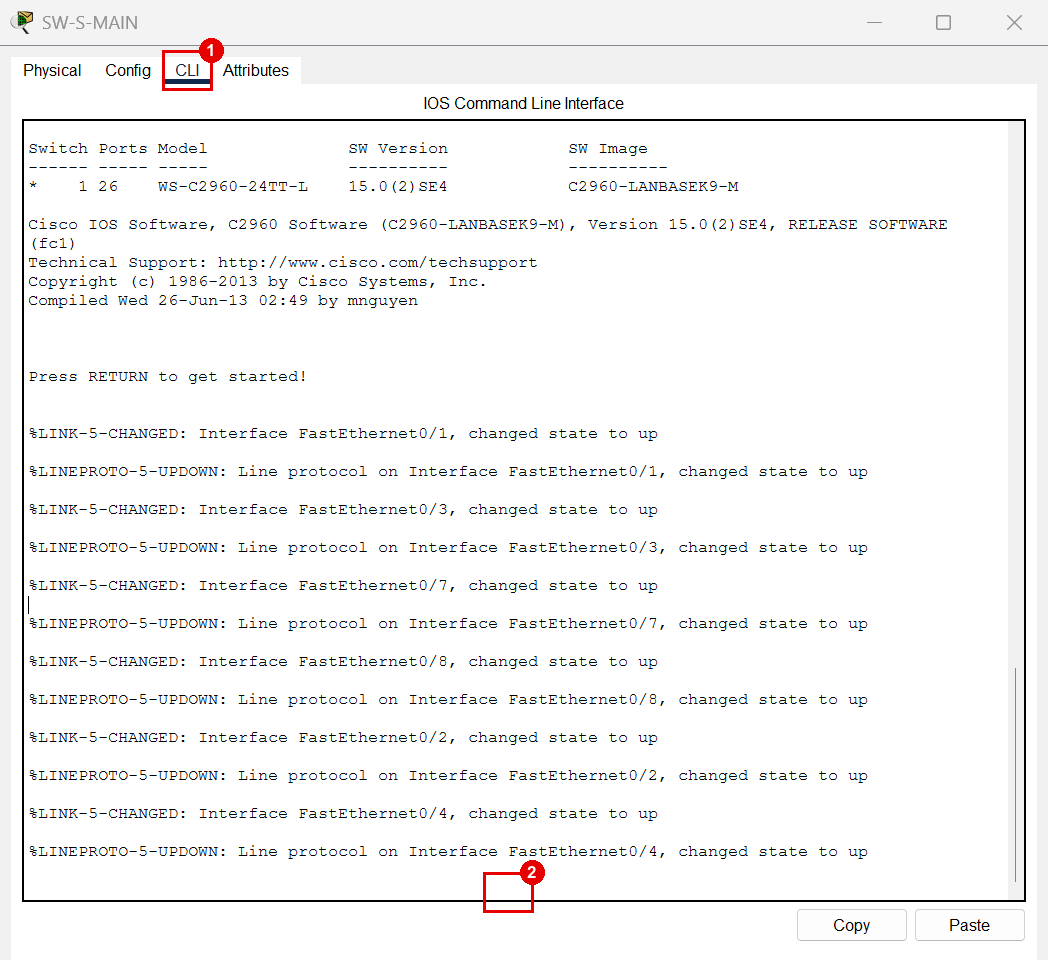 SW-S-MAIN
1
Physical Config CLI Attributes
IOS Command Line Interface
Switch Ports Model SW Version SW Image
------ ----- ----- ---------- ----------
* 1 26 WS-C2960-24TT-L 15.0(2)SE4 C2960-LANBASEK9-M
Cisco IOS Software, C2960 Software (C2960-LANBASEK9-M), Version 15.0(2)SE4, RELEASE SOFTWARE
(fc1)
Technical Support: http://www.cisco.com/techsupport
Copyright (c) 1986-2013 by Cisco Systems, Inc.
Compiled Wed 26-Jun-13 02:49 by mnguyen
Press RETURN to get started!
%LINK-5-CHANGED: Interface FastEthernet0/1, changed state to up
%LINEPROTO-5-UPDOWN: Line protocol on Interface FastEthernet0/1, changed state to up
%LINK-5-CHANGED: Interface FastEthernet0/3, changed state to up
%LINEPROTO-5-UPDOWN: Line protocol on Interface FastEthernet0/3, changed state to up
%LINK-5-CHANGED: Interface FastEthernet0/7, changed state to up
%LINEPROTO-5-UPDOWN: Line protocol on Interface FastEthernet0/7, changed state to up
%LINK-5-CHANGED: Interface FastEthernet0/8, changed state to up
%LINEPROTO-5-UPDOWN: Line protocol on Interface FastEthernet0/8, changed state to up
%LINK-5-CHANGED: Interface FastEthernet0/2, changed state to up
%LINEPROTO-5-UPDOWN: Line protocol on Interface FastEthernet0/2, changed state to up
%LINK-5-CHANGED: Interface FastEthernet0/4, changed state to up
%LINEPROTO-5-UPDOWN: Line protocol on Interface FastEthernet0/4, changed state to up
2
Copy Paste